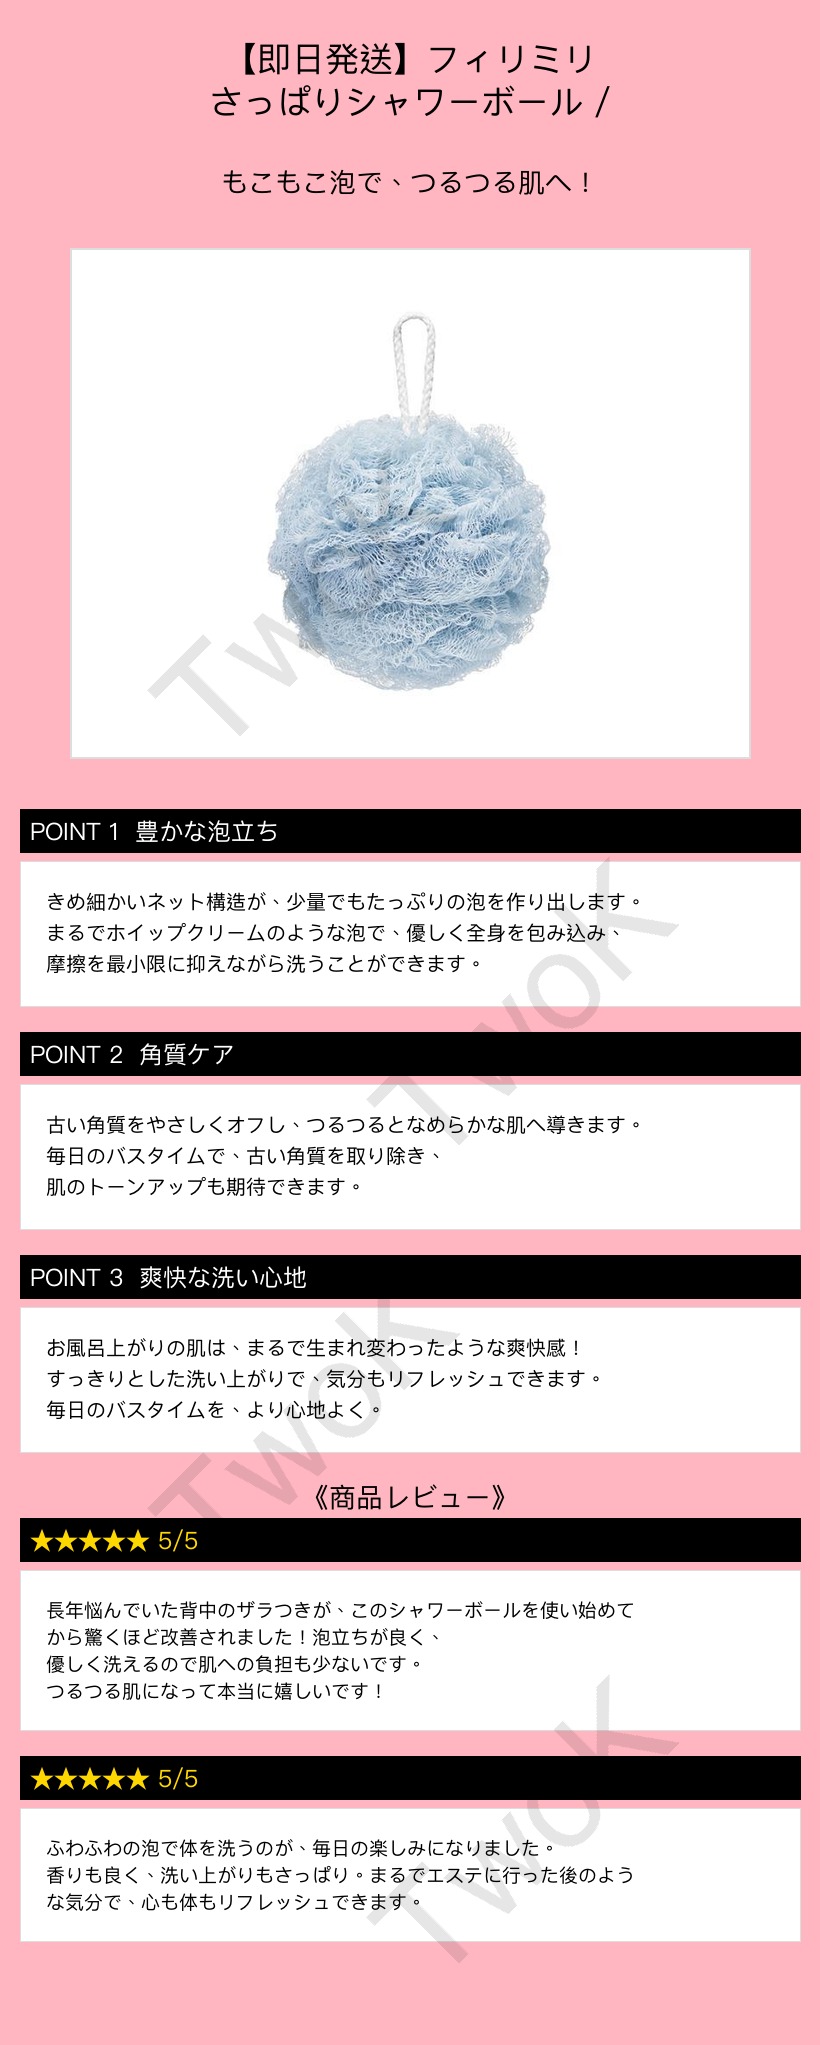 【即日発送】フィリミリ
さっぱりシャワーボール /
もこもこ泡で、つるつる肌へ！
TwoK
POINT 1 豊かな泡立ち
きめ細かいネット構造が、少量でもたっぷりの泡を作り出します。
まるでホイップクリームのような泡で、優しく全身を包み込み、
摩擦を最小限に抑えながら洗うことができます。
TwoK
POINT 2 角質ケア
古い角質をやさしくオフし、つるつるとなめらかな肌へ導きます。
毎日のバスタイムで、古い角質を取り除き、
肌のトーンアップも期待できます。
POINT 3 爽快な洗い心地
お風呂上がりの肌は、まるで生まれ変わったような爽快感！
すっきりとした洗い上がりで、気分もリフレッシュできます。
毎日のバスタイムを、より心地よく。
TwoK
《商品レビュー》
★★★★★ 5/5
長年悩んでいた背中のザラつきが、このシャワーボールを使い始めて
から驚くほど改善されました！泡立ちが良く、
優しく洗えるので肌への負担も少ないです。
つるつる肌になって本当に嬉しいです！
★★★★★ 5/5
ふわふわの泡で体を洗うのが、毎日の楽しみになりました。
香りも良く、洗い上がりもさっぱり。まるでエステに行った後のよう
な気分で、心も体もリフレッシュできます。
TwoK